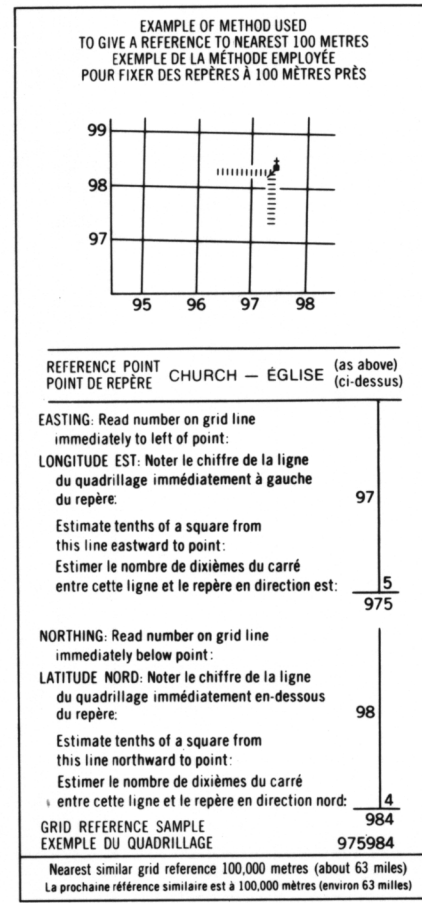 EXAMPLE OF METHOD USED
TO GIVE A REFERENCE TO NEAREST 100 METRES
EXEMPLE DE LA MÉTHODE EMPLOYÉE
POUR FIXER DES REPÈRES À 100 MÈTRES PRÈS
99
98
97
95 96 97 98
REFERENCE POINT
POINT DE REPÈRE CHURCH — ÉGLISE (as above)
(ci-dessus)
EASTING: Read number on grid line
immediately to left of point:
LONGITUDE EST: Noter le chiffre de la ligne
du quadrillage immédiatement à gauche
du repère: 97
Estimate tenths of a square from
this line eastward to point:
Estimer le nombre de dixièmes du carré
entre cette ligne et le repère en direction est: 5
975
NORTHING: Read number on grid line
immediately below point:
LATITUDE NORD: Noter le chiffre de la ligne
du quadrillage immédiatement en-dessous
du repère: 98
Estimate tenths of a square from
this line northward to point:
Estimer le nombre de dixièmes du carré
entre cette ligne et le repère en direction nord: 4
984
GRID REFERENCE SAMPLE
EXEMPLE DU QUADRILLAGE 975984
Nearest similar grid reference 100,000 metres (about 63 miles)
La prochaine référence similaire est à 100,000 mètres (environ 63 milles)